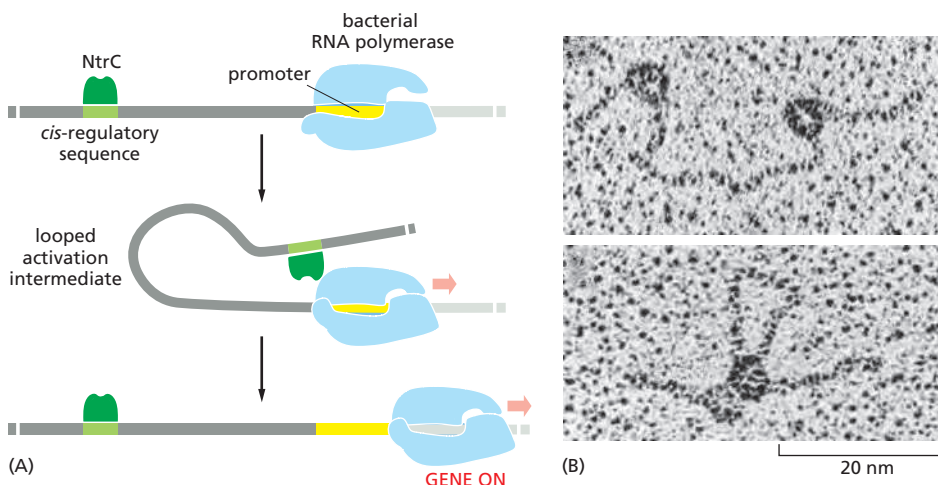 bacterial
RNA polymerase
NtrC
promoter
cis-regulatory
sequence
looped
activation
intermediate
GENE ON
(A)
(B)
20 nm